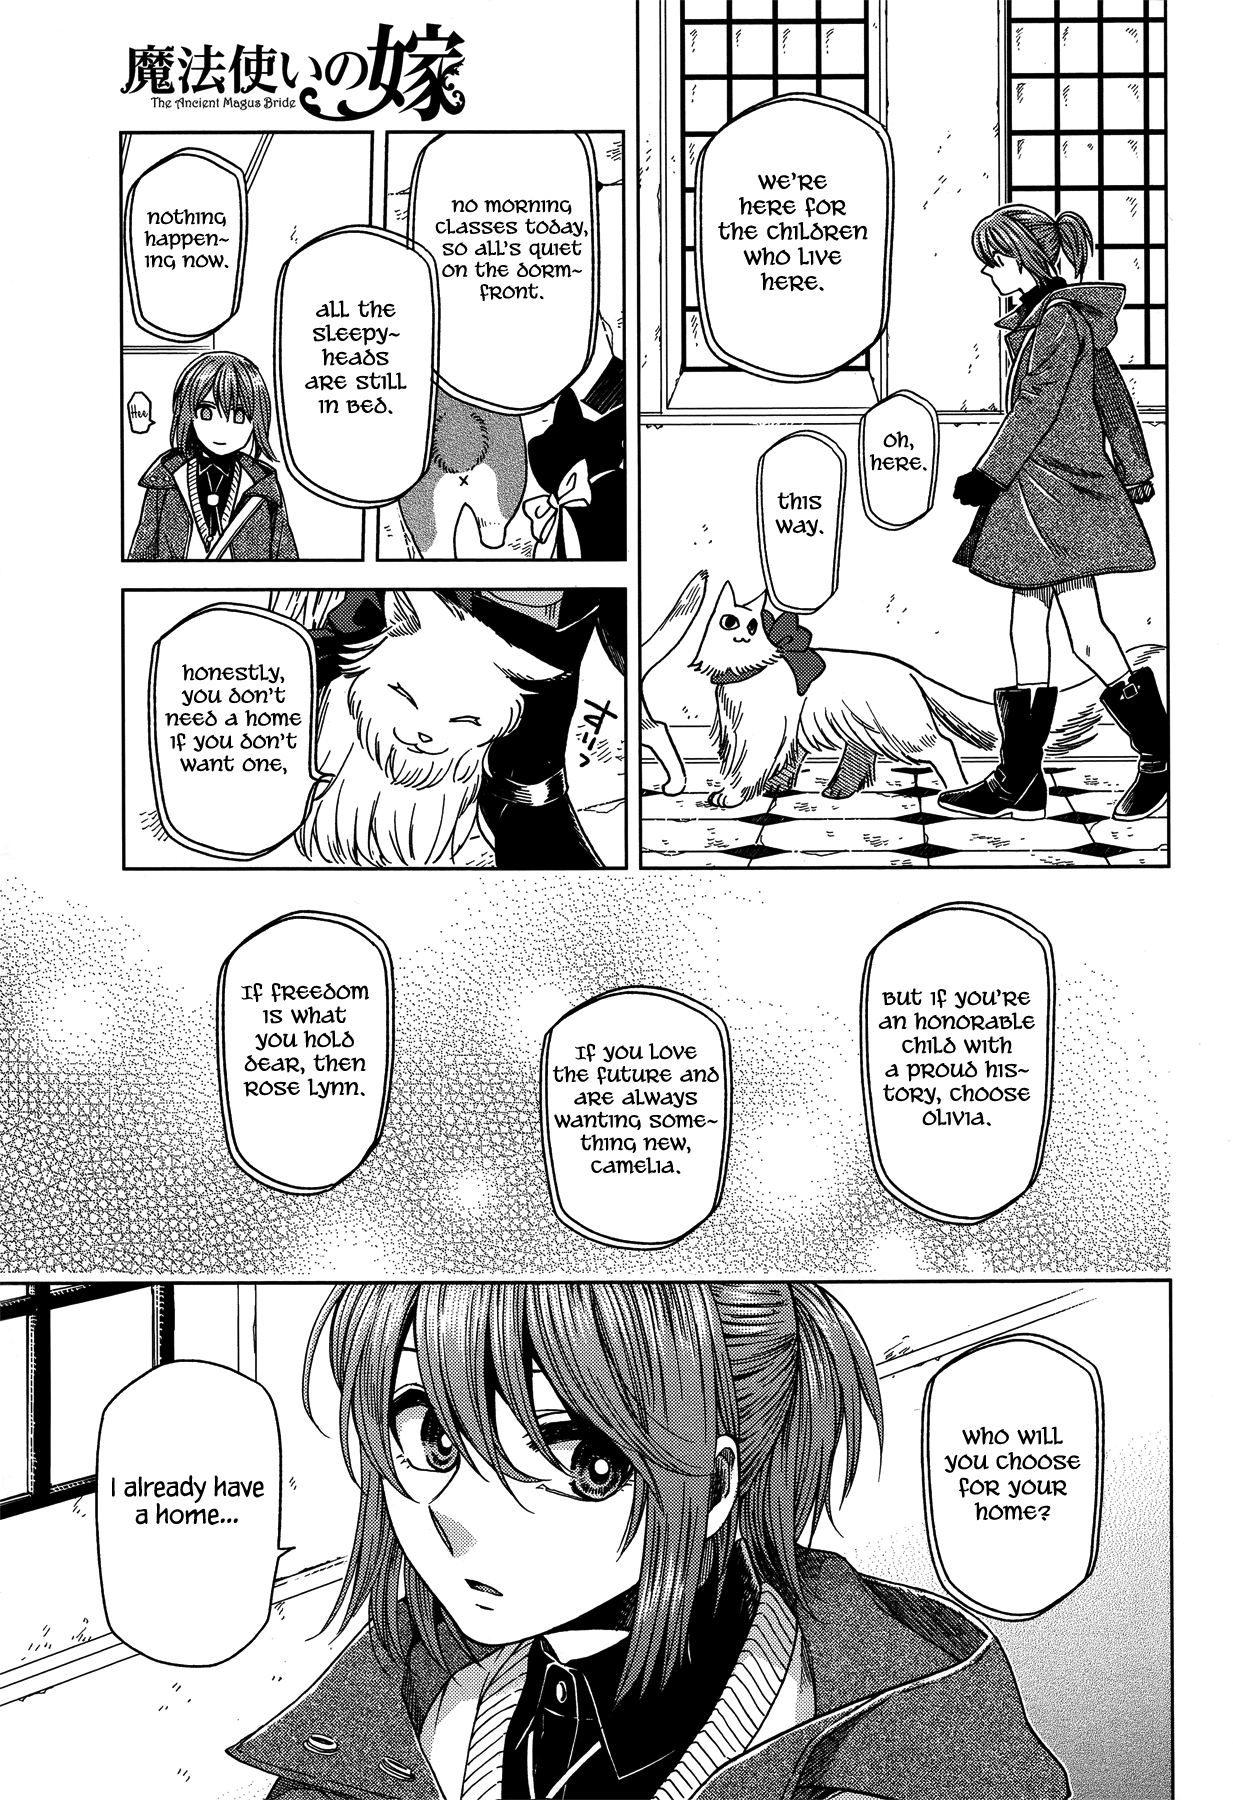 魔法使いの嫁
The Ancient Magus Bride
We're
here for
the children
who live
here.
Oh,
here.
This
way.
No morning
classes today,
so all's quiet
on the dorm-
front.
All the
sleepy-
heads
are still
in bed.
Nothing
happen-
ing now.
Hee
Honestly,
you don't
need a home
if you don't
want one,
But if you're
an honorable
child with
a proud his-
tory, choose
Olivia.
If you love
the future and
are always
wanting some-
thing new,
Camelia.
If freedom
is what
you hold
dear, then
Rose Lynn.
Who will
you choose
for your
home?
I already have
a home...